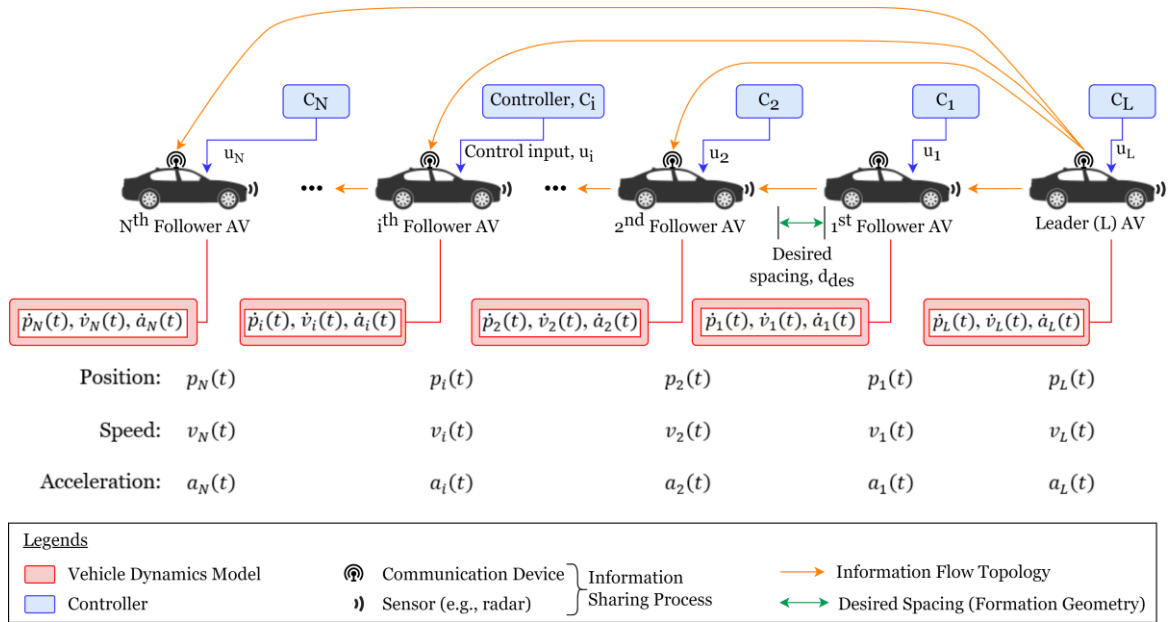 C_N Controller, C_i C_2 C_1 C_L
u_N Control input, u_i u_2 u_1 u_L
... ...
N^th Follower AV i^th Follower AV 2^nd Follower AV 1^st Follower AV Leader (L) AV
Desired
spacing, d_des
ṗ_N(t), v̇_N(t), ȧ_N(t) ṗ_i(t), v̇_i(t), ȧ_i(t) ṗ_2(t), v̇_2(t), ȧ_2(t) ṗ_1(t), v̇_1(t), ȧ_1(t) ṗ_L(t), v̇_L(t), ȧ_L(t)
Position: p_N(t) p_i(t) p_2(t) p_1(t) p_L(t)
Speed: v_N(t) v_i(t) v_2(t) v_1(t) v_L(t)
Acceleration: a_N(t) a_i(t) a_2(t) a_1(t) a_L(t)
Legends
Vehicle Dynamics Model
Controller
Communication Device
Sensor (e.g., radar)
Information
Sharing Process
Information Flow Topology
Desired Spacing (Formation Geometry)